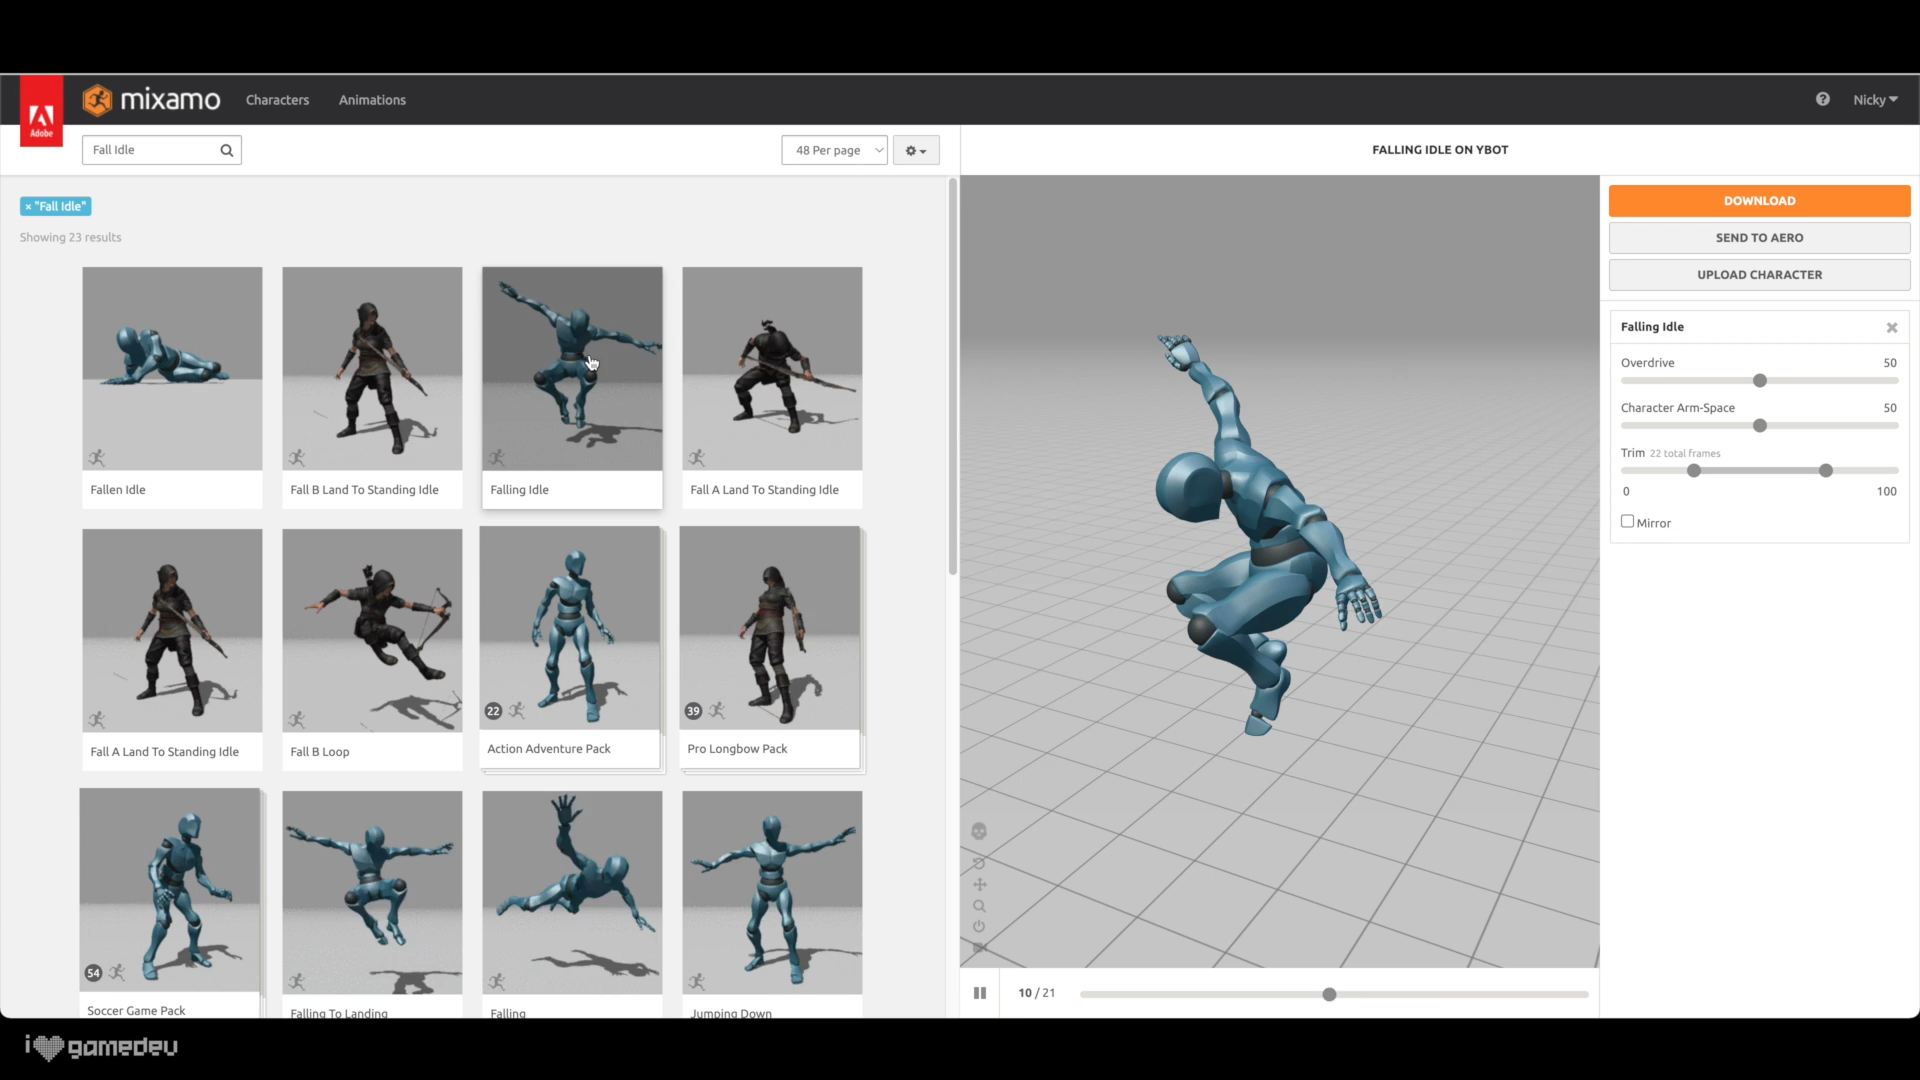 Adobe
mixamo
Characters
Animations
Nicky
Fall Idle
48 Per page
FALLING IDLE ON YBOT
× "Fall Idle"
Showing 23 results
Fallen Idle
Fall B Land To Standing Idle
Falling Idle
Fall A Land To Standing Idle
Fall A Land To Standing Idle
Fall B Loop
22
Action Adventure Pack
39
Pro Longbow Pack
54
Soccer Game Pack
Falling To Landing
Falling
Jumping Down
DOWNLOAD
SEND TO AERO
UPLOAD CHARACTER
Falling Idle
Overdrive 50
Character Arm-Space 50
Trim 22 total frames
0 100
Mirror
10 / 21
i gamedev